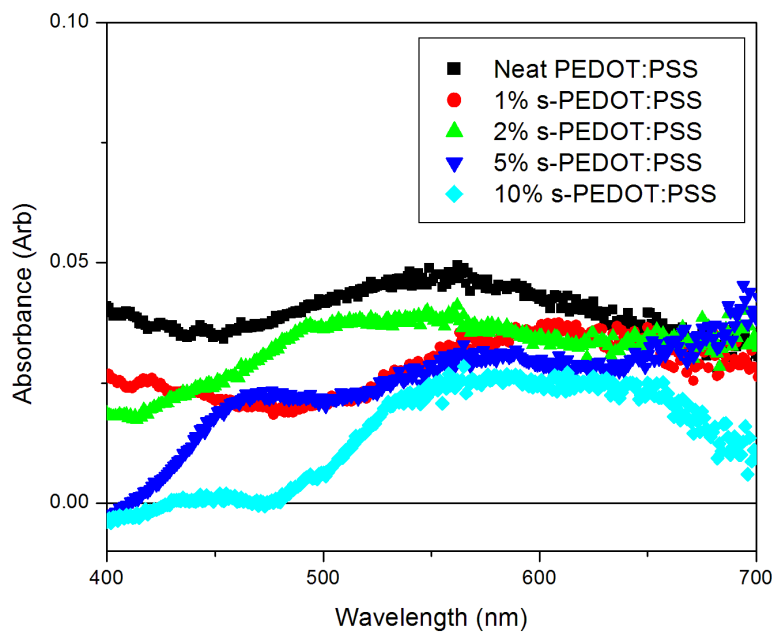 0.10
Neat PEDOT:PSS
1% s-PEDOT:PSS
2% s-PEDOT:PSS
5% s-PEDOT:PSS
10% s-PEDOT:PSS
Absorbance (Arb)
0.05
0.00
400 500 600 700
Wavelength (nm)